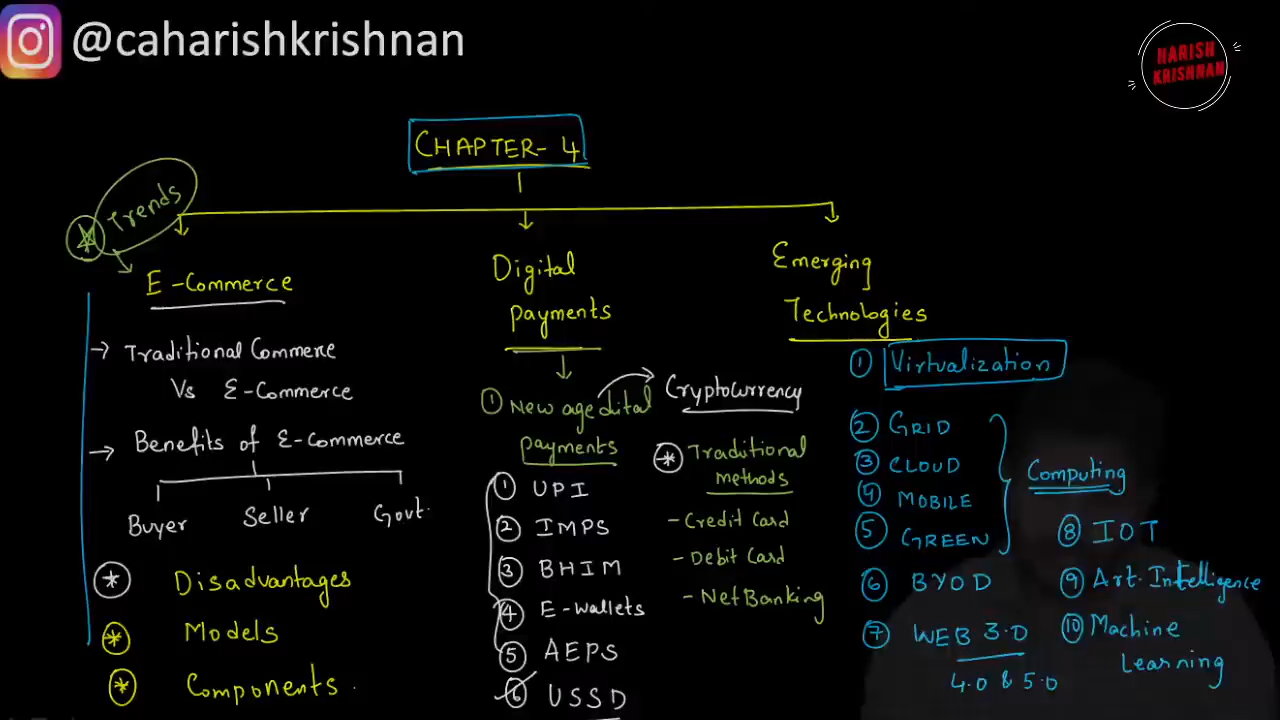 @caharishkrishnan
HARISH
KRISHNAN
CHAPTER- 4
Trends
E-Commerce
→ Traditional Commerce
Vs E-Commerce
→ Benefits of E-commerce
Buyer Seller Govt.
* Disadvantages
* Models
* Components
Digital
payments
① New age dital
payments
① UPI
② IMPS
③ BHIM
④ E-wallets
⑤ AEPS
⑥ USSD
Cryptocurrency
* Traditional
methods
- Credit Card
- Debit Card
- NetBanking
Emerging
Technologies
① Virtualization
② GRID
③ CLOUD
④ MOBILE
⑤ GREEN
Computing
⑥ BYOD
⑦ WEB 3.0
4.0 & 5.0
⑧ IOT
⑨ Art. Intelligence
⑩ Machine
Learning